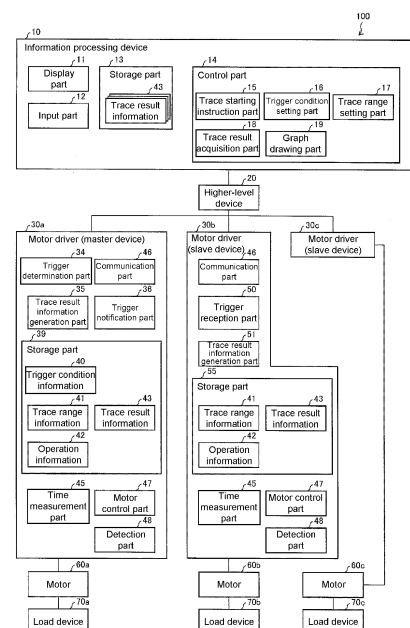 100
10
Information processing device
11
Display part
12
Input part
13
Storage part
43
Trace result information
14
Control part
15
Trace starting instruction part
16
Trigger condition setting part
17
Trace range setting part
18
Trace result acquisition part
19
Graph drawing part
20
Higher-level device
30a
Motor driver (master device)
34
Trigger determination part
46
Communication part
35
Trace result information generation part
36
Trigger notification part
39
Storage part
40
Trigger condition information
41
Trace range information
43
Trace result information
42
Operation information
45
Time measurement part
47
Motor control part
48
Detection part
60a
Motor
70a
Load device
30b
Motor driver (slave device)
46
Communication part
50
Trigger reception part
51
Trace result information generation part
55
Storage part
41
Trace range information
43
Trace result information
42
Operation information
45
Time measurement part
47
Motor control part
48
Detection part
60b
Motor
70b
Load device
30c
Motor driver (slave device)
60c
Motor
70c
Load device